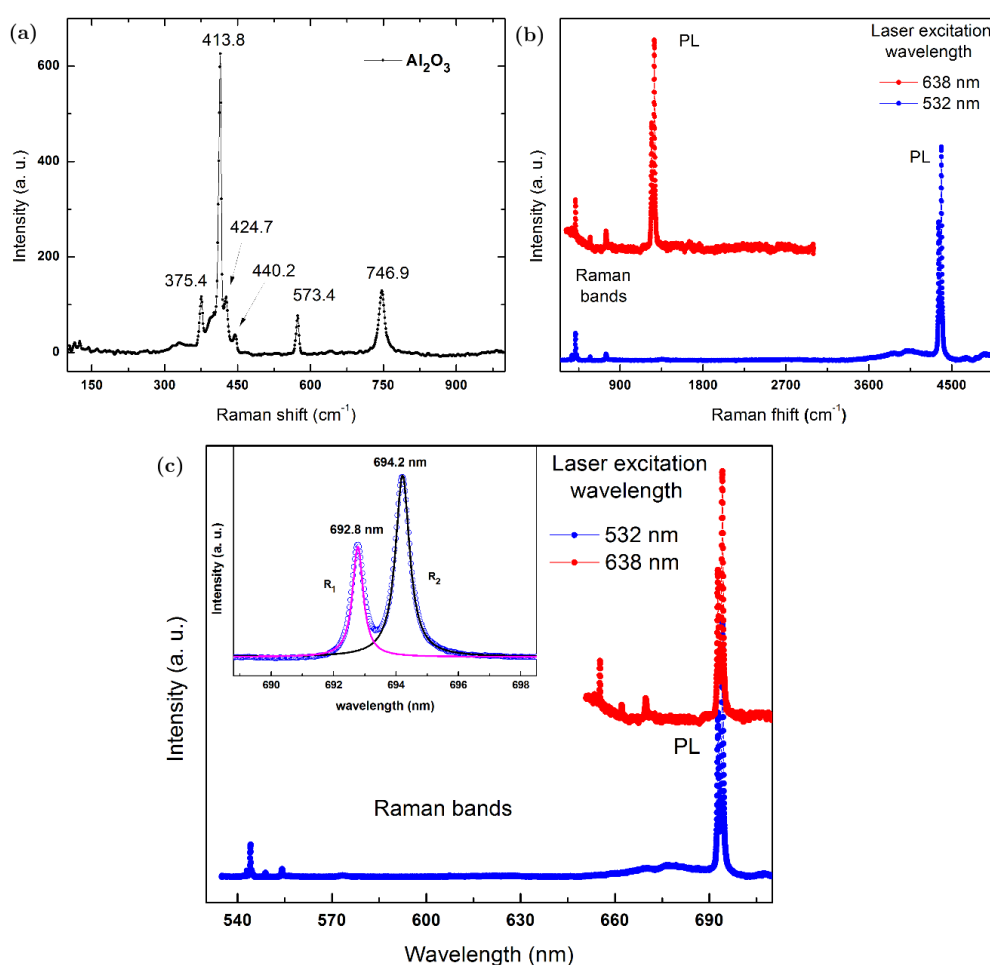 (a)
413.8
Al2O3
424.7
440.2
375.4
573.4
746.9
600
400
200
0
Intensity (a. u.)
150 300 450 600 750 900
Raman shift (cm-1)
(b)
PL
Laser excitation
wavelength
638 nm
532 nm
PL
Raman
bands
Intensity (a. u.)
900 1800 2700 3600 4500
Raman fhift (cm-1)
(c)
694.2 nm
692.8 nm
R1
R2
Intensity (a. u.)
690 692 694 696 698
wavelength (nm)
Laser excitation
wavelength
532 nm
638 nm
PL
Raman bands
Intensity (a. u.)
540 570 600 630 660 690
Wavelength (nm)